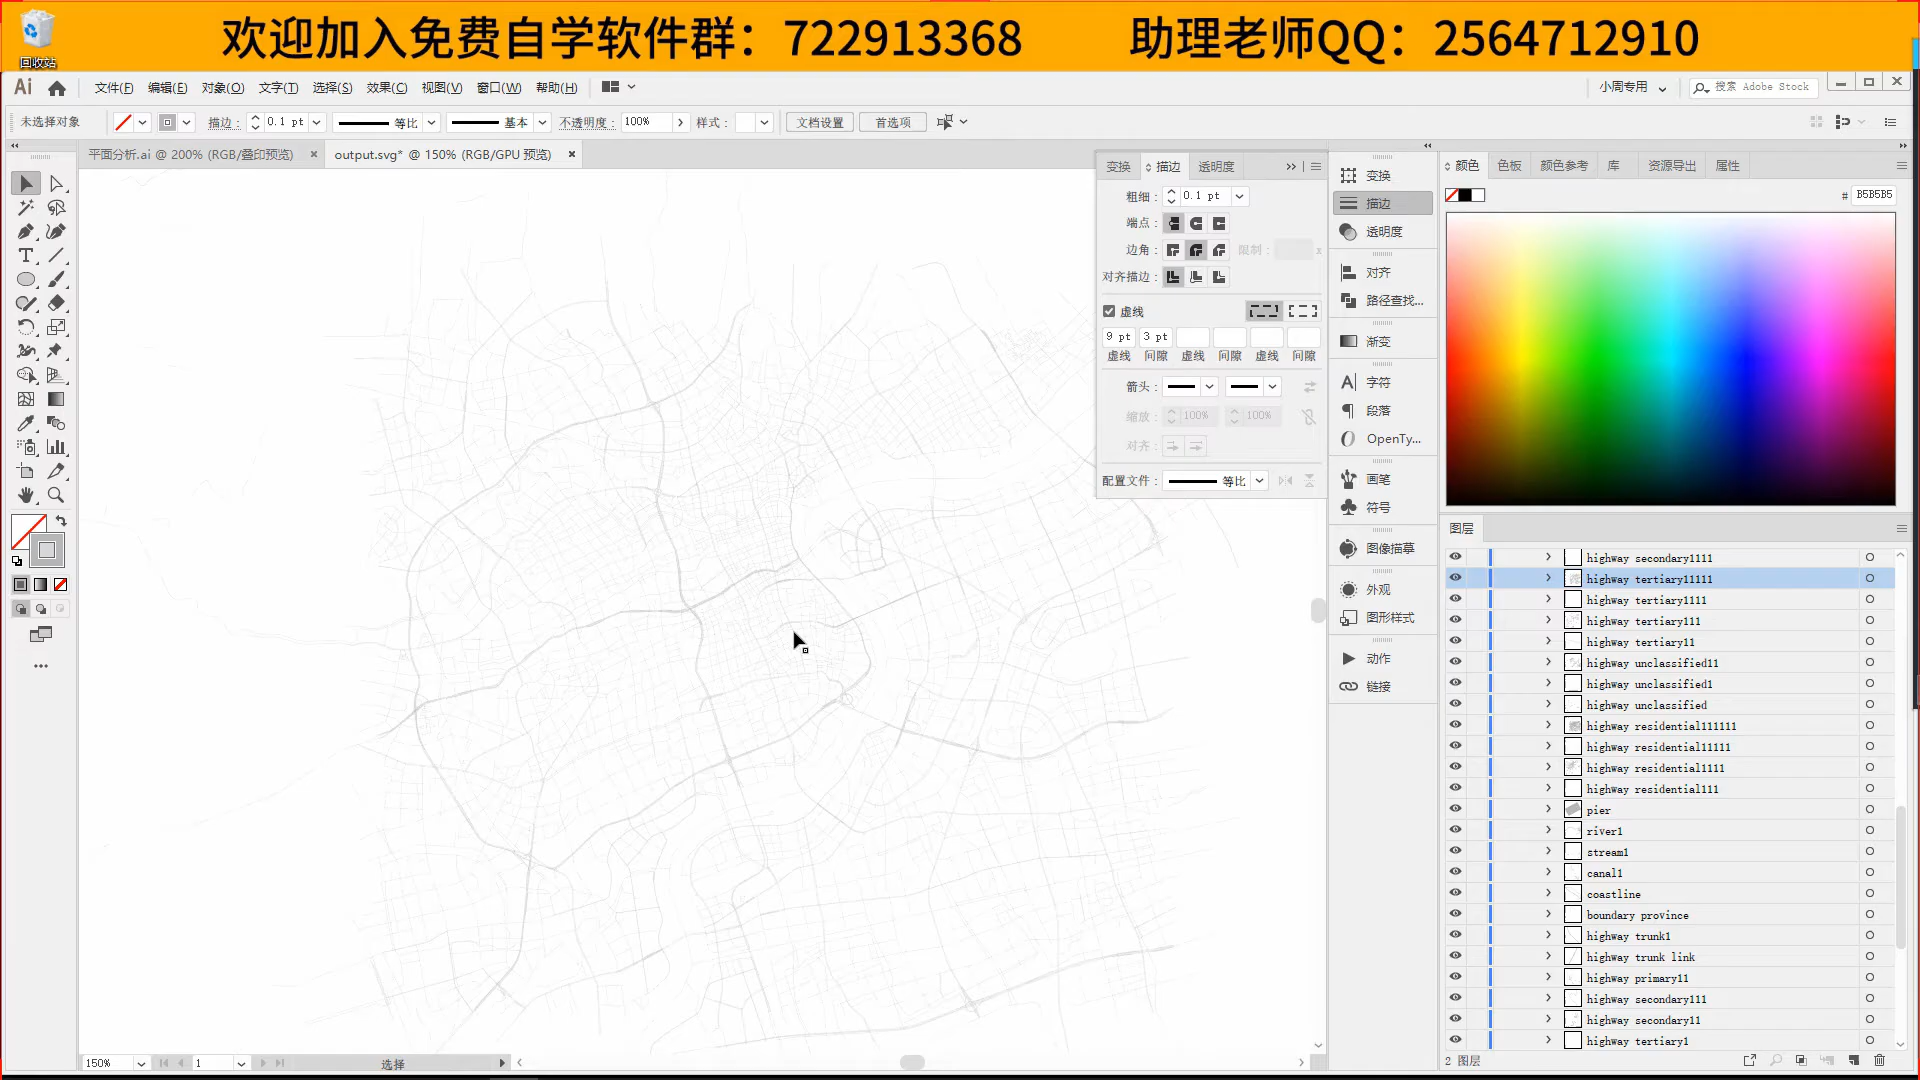 欢迎加入免费自学软件群：722913368 助理老师QQ：2564712910
回收站
Ai 文件(F) 编辑(E) 对象(O) 文字(T) 选择(S) 效果(C) 视图(V) 窗口(W) 帮助(H) 小周专用 搜索 Adobe Stock
未选择对象 描边: 0.1 pt 等比 基本 不透明度: 100% 样式: 文档设置 首选项
平面分析.ai @ 200% (RGB/叠印预览) × output.svg* @ 150% (RGB/GPU 预览) ×
变换 描边 透明度
粗细: 0.1 pt
端点:
边角: 限制: x
对齐描边:
虚线
9 pt 3 pt
虚线 间隙 虚线 间隙 虚线 间隙
箭头:
缩放: 100% 100%
对齐:
配置文件: 等比
变换
描边
透明度
对齐
路径查找...
渐变
字符
段落
OpenTy...
画笔
符号
图像描摹
外观
图形样式
动作
链接
颜色 色板 颜色参考 库 资源导出 属性
# B5B5B5
图层
highway secondary1111
highway tertiary11111
highway tertiary1111
highway tertiary111
highway tertiary11
highway unclassified11
highway unclassified1
highway unclassified
highway residential111111
highway residential11111
highway residential1111
highway residential111
pier
river1
stream1
canal1
coastline
boundary province
highway trunk1
highway trunk link
highway primary11
highway secondary111
highway secondary11
highway tertiary1
2 图层
150% 1 选择